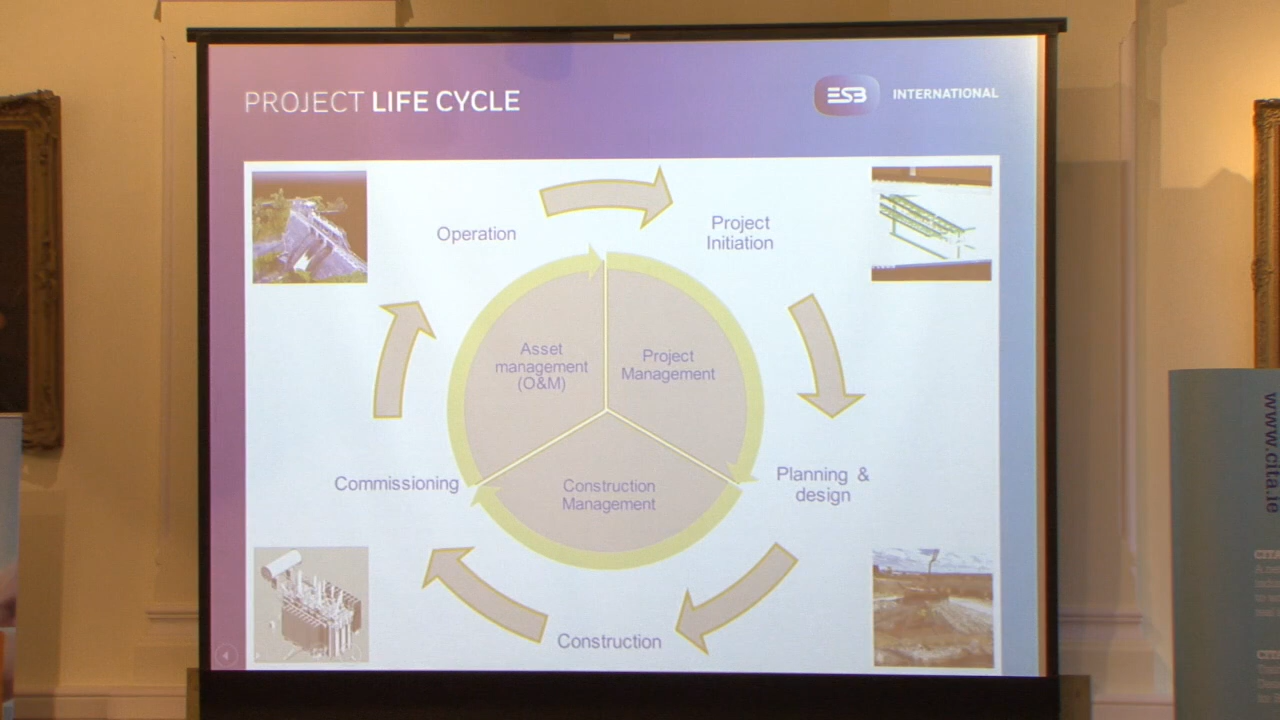 PROJECT LIFE CYCLE
ESB INTERNATIONAL
Operation
Project
Initiation
Asset
management
(O&M)
Project
Management
Construction
Management
Planning &
design
Commissioning
Construction
www.cita.ie